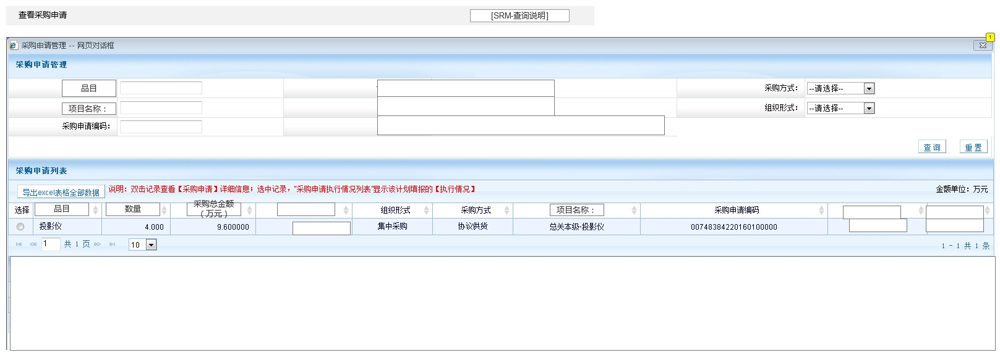 查看采购申请 [SRM-查询说明]
采购申请管理 -- 网页对话框 1
采购申请管理
品目 采购方式： --请选择--
项目名称： 组织形式： --请选择--
采购申请编码：
查询 重置
采购申请列表
导出excel表格全部数据 说明：双击记录查看【采购申请】详细信息；选中记录，"采购申请执行情况列表"显示该计划填报的【执行情况】 金额单位：万元
选择 品目 数量 采购总金额（万元） 组织形式 采购方式 项目名称： 采购申请编码
投影仪 4.000 9.600000 集中采购 协议供货 总关本级-投影仪 00748384220160100000
1 共 1 页 10 1 - 1 共 1 条